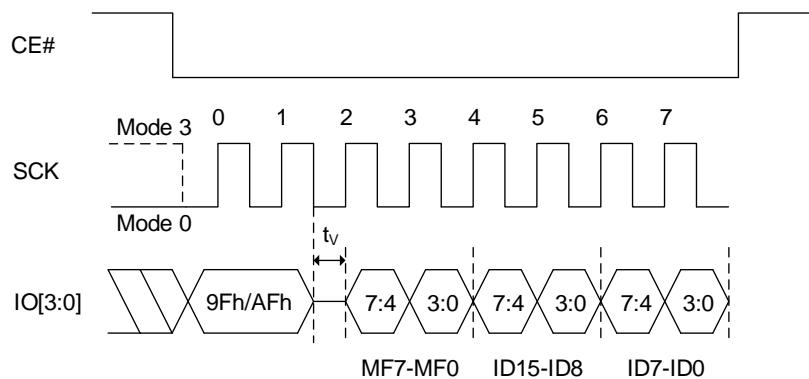 CE#
0 1 2 3 4 5 6 7
Mode 3
SCK
Mode 0
tV
IO[3:0] 9Fh/AFh 7:4 3:0 7:4 3:0 7:4 3:0
MF7-MF0 ID15-ID8 ID7-ID0